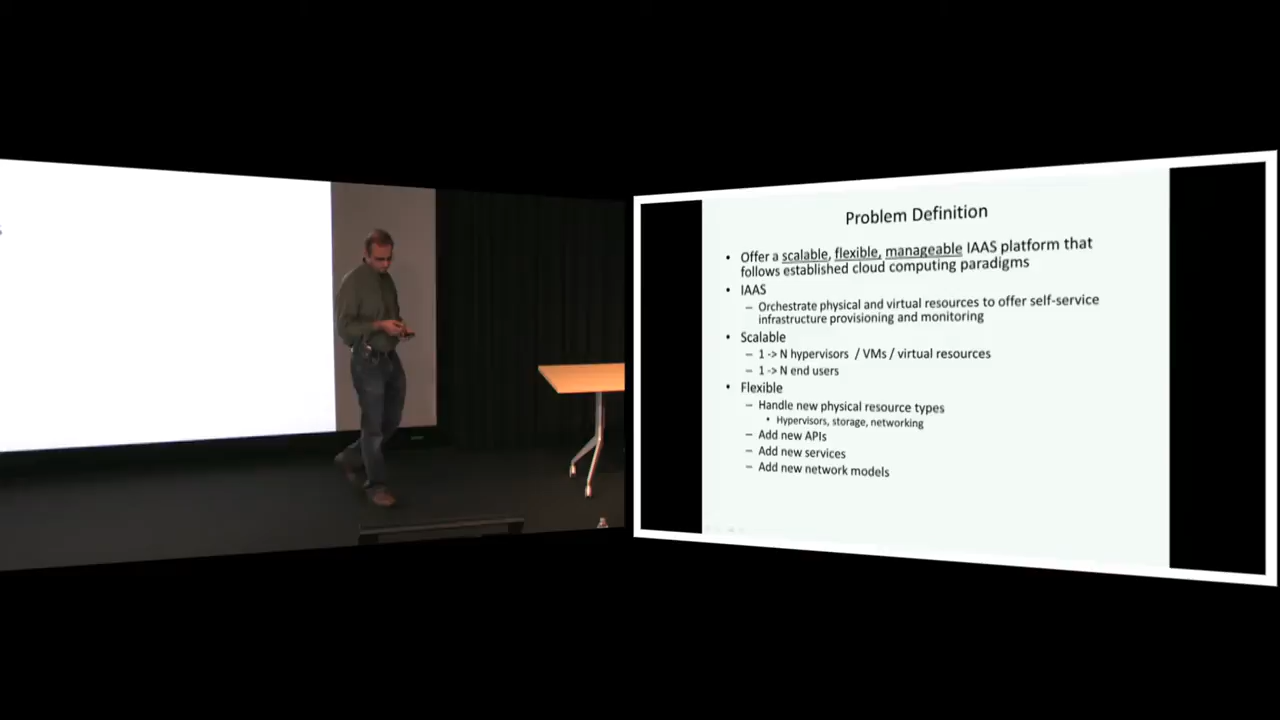 Problem Definition
• Offer a scalable, flexible, manageable IAAS platform that
follows established cloud computing paradigms
• IAAS
– Orchestrate physical and virtual resources to offer self-service
infrastructure provisioning and monitoring
• Scalable
– 1 -> N hypervisors / VMs / virtual resources
– 1 -> N end users
• Flexible
– Handle new physical resource types
• Hypervisors, storage, networking
– Add new APIs
– Add new services
– Add new network models